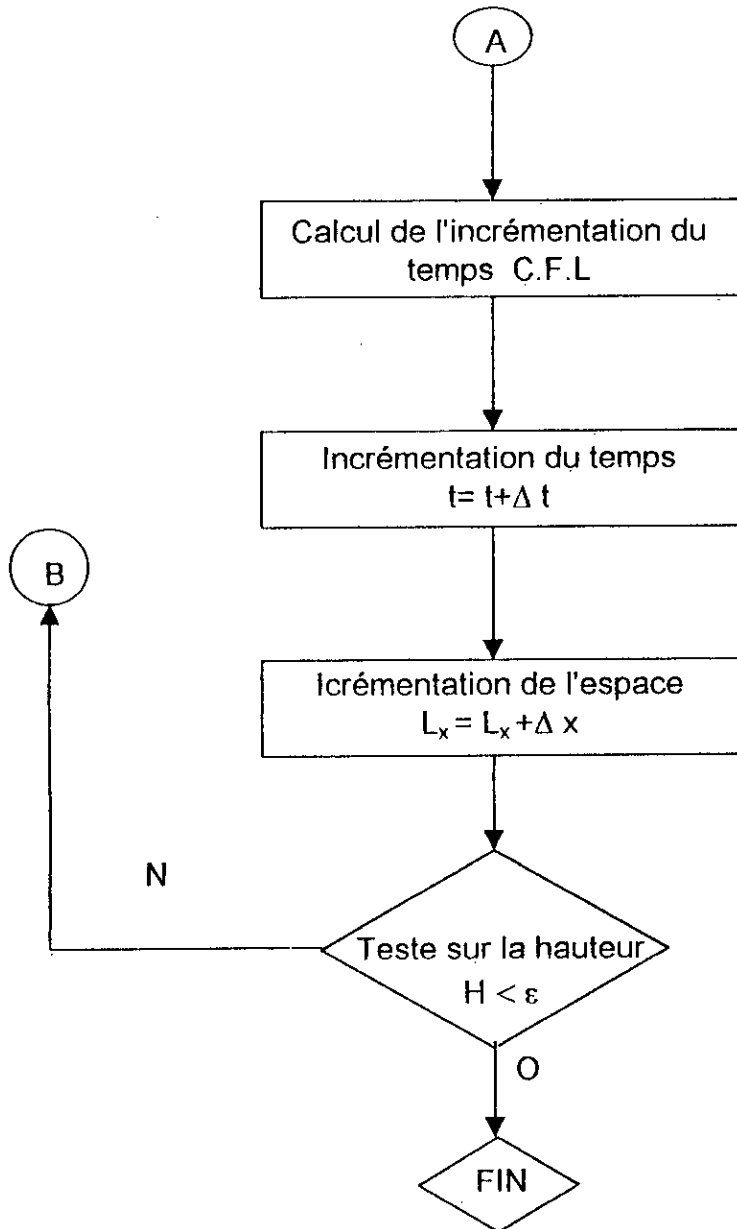 A
Calcul de l'incrémentation du
temps C.F.L
Incrémentation du temps
t= t+Δ t
B
Icrémentation de l'espace
Lₓ = Lₓ +Δ x
N
Teste sur la hauteur
H < ε
O
FIN